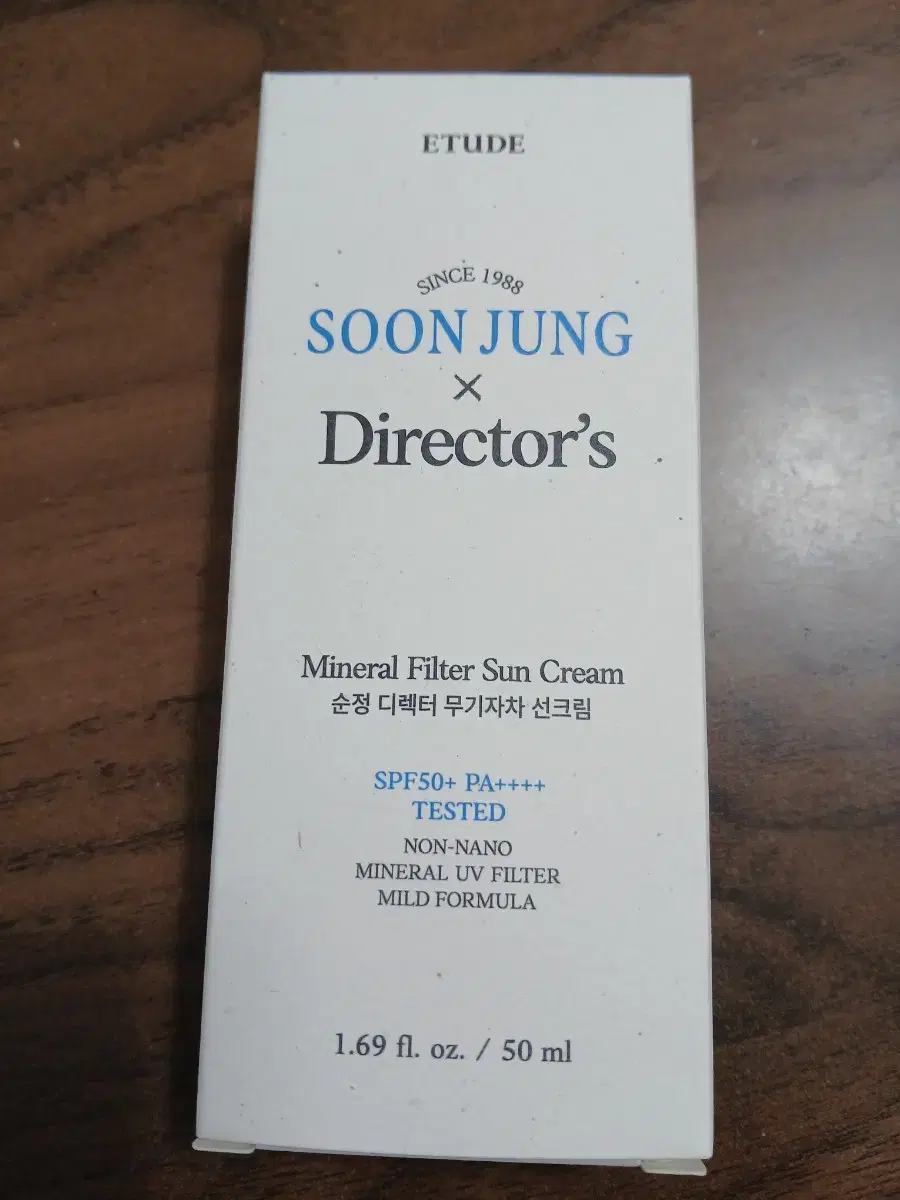 ETUDE
SINCE 1988
SOON JUNG
×
Director's
Mineral Filter Sun Cream
순정 디렉터 무기자차 선크림
SPF50+ PA++++
TESTED
NON-NANO
MINERAL UV FILTER
MILD FORMULA
1.69 fl. oz. / 50 ml